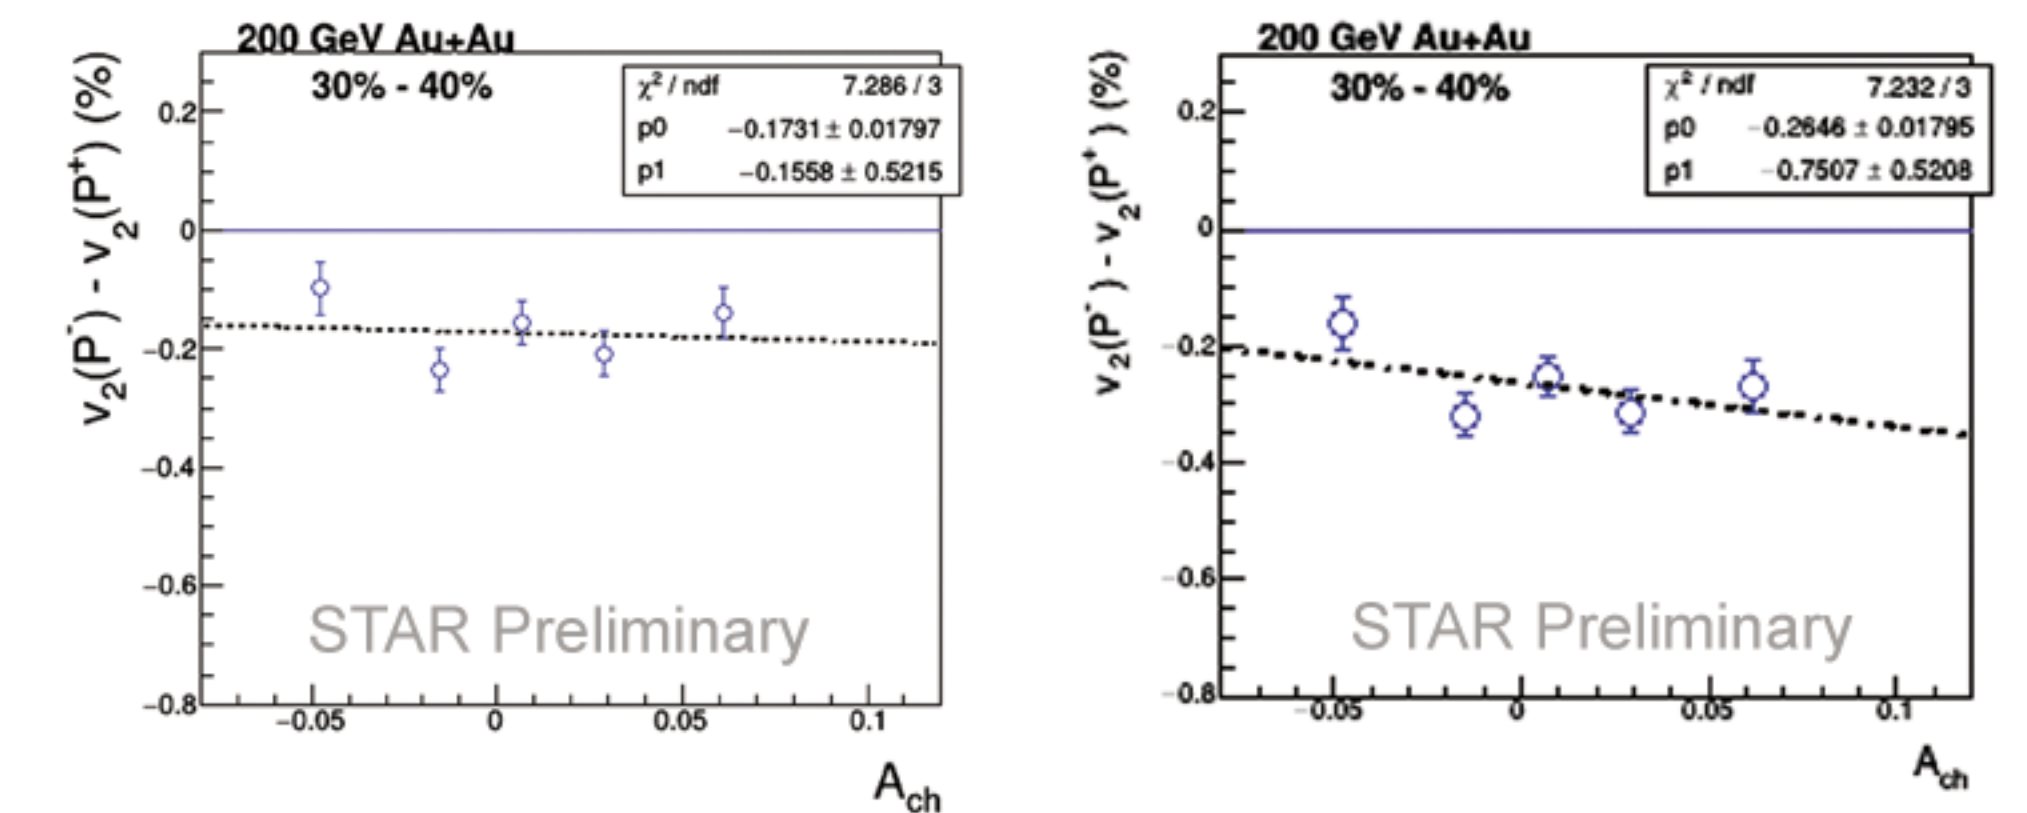 200 GeV Au+Au
30% - 40%
χ² / ndf 7.286 / 3
p0 −0.1731 ± 0.01797
p1 −0.1558 ± 0.5215
v₂(P⁻) - v₂(P⁺) (%)
0.2
0
−0.2
−0.4
−0.6
−0.8
STAR Preliminary
−0.05 0 0.05 0.1
A_ch
200 GeV Au+Au
30% - 40%
χ² / ndf 7.232 / 3
p0 −0.2646 ± 0.01795
p1 −0.7507 ± 0.5208
v₂(P⁻) - v₂(P⁺) (%)
0.2
0
−0.2
−0.4
−0.6
−0.8
STAR Preliminary
−0.05 0 0.05 0.1
A_ch